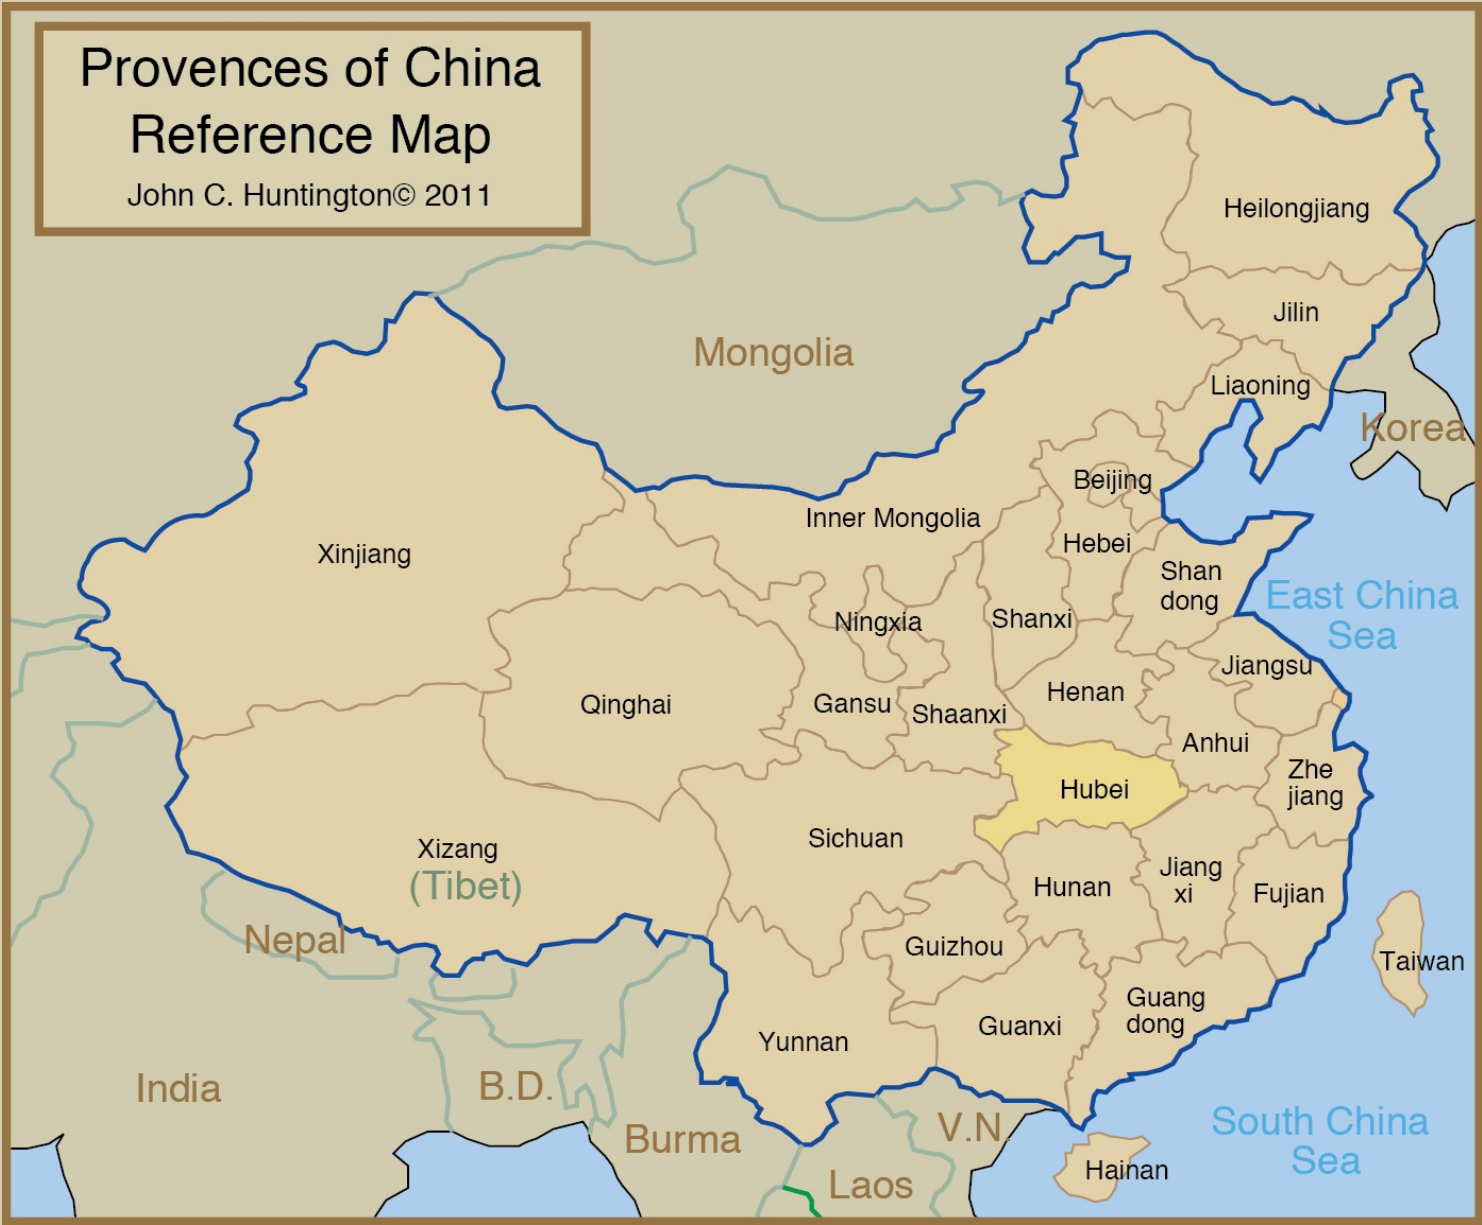 Provences of China
Reference Map
John C. Huntington© 2011
Heilongjiang
Jilin
Mongolia
Liaoning
Korea
Beijing
Inner Mongolia
Hebei
Xinjiang
Shan
dong
East China
Sea
Ningxia
Shanxi
Jiangsu
Qinghai
Gansu
Shaanxi
Henan
Anhui
Zhe
jiang
Hubei
Sichuan
Xizang
(Tibet)
Hunan
Jiang
xi
Fujian
Nepal
Guizhou
Taiwan
Guang
dong
Guanxi
Yunnan
India
B.D.
Burma
V.N.
South China
Sea
Laos
Hainan